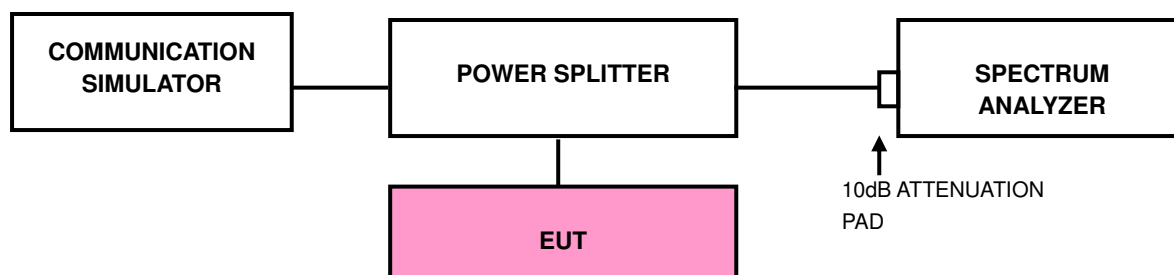 COMMUNICATION
SIMULATOR
POWER SPLITTER
SPECTRUM
ANALYZER
10dB ATTENUATION
PAD
EUT